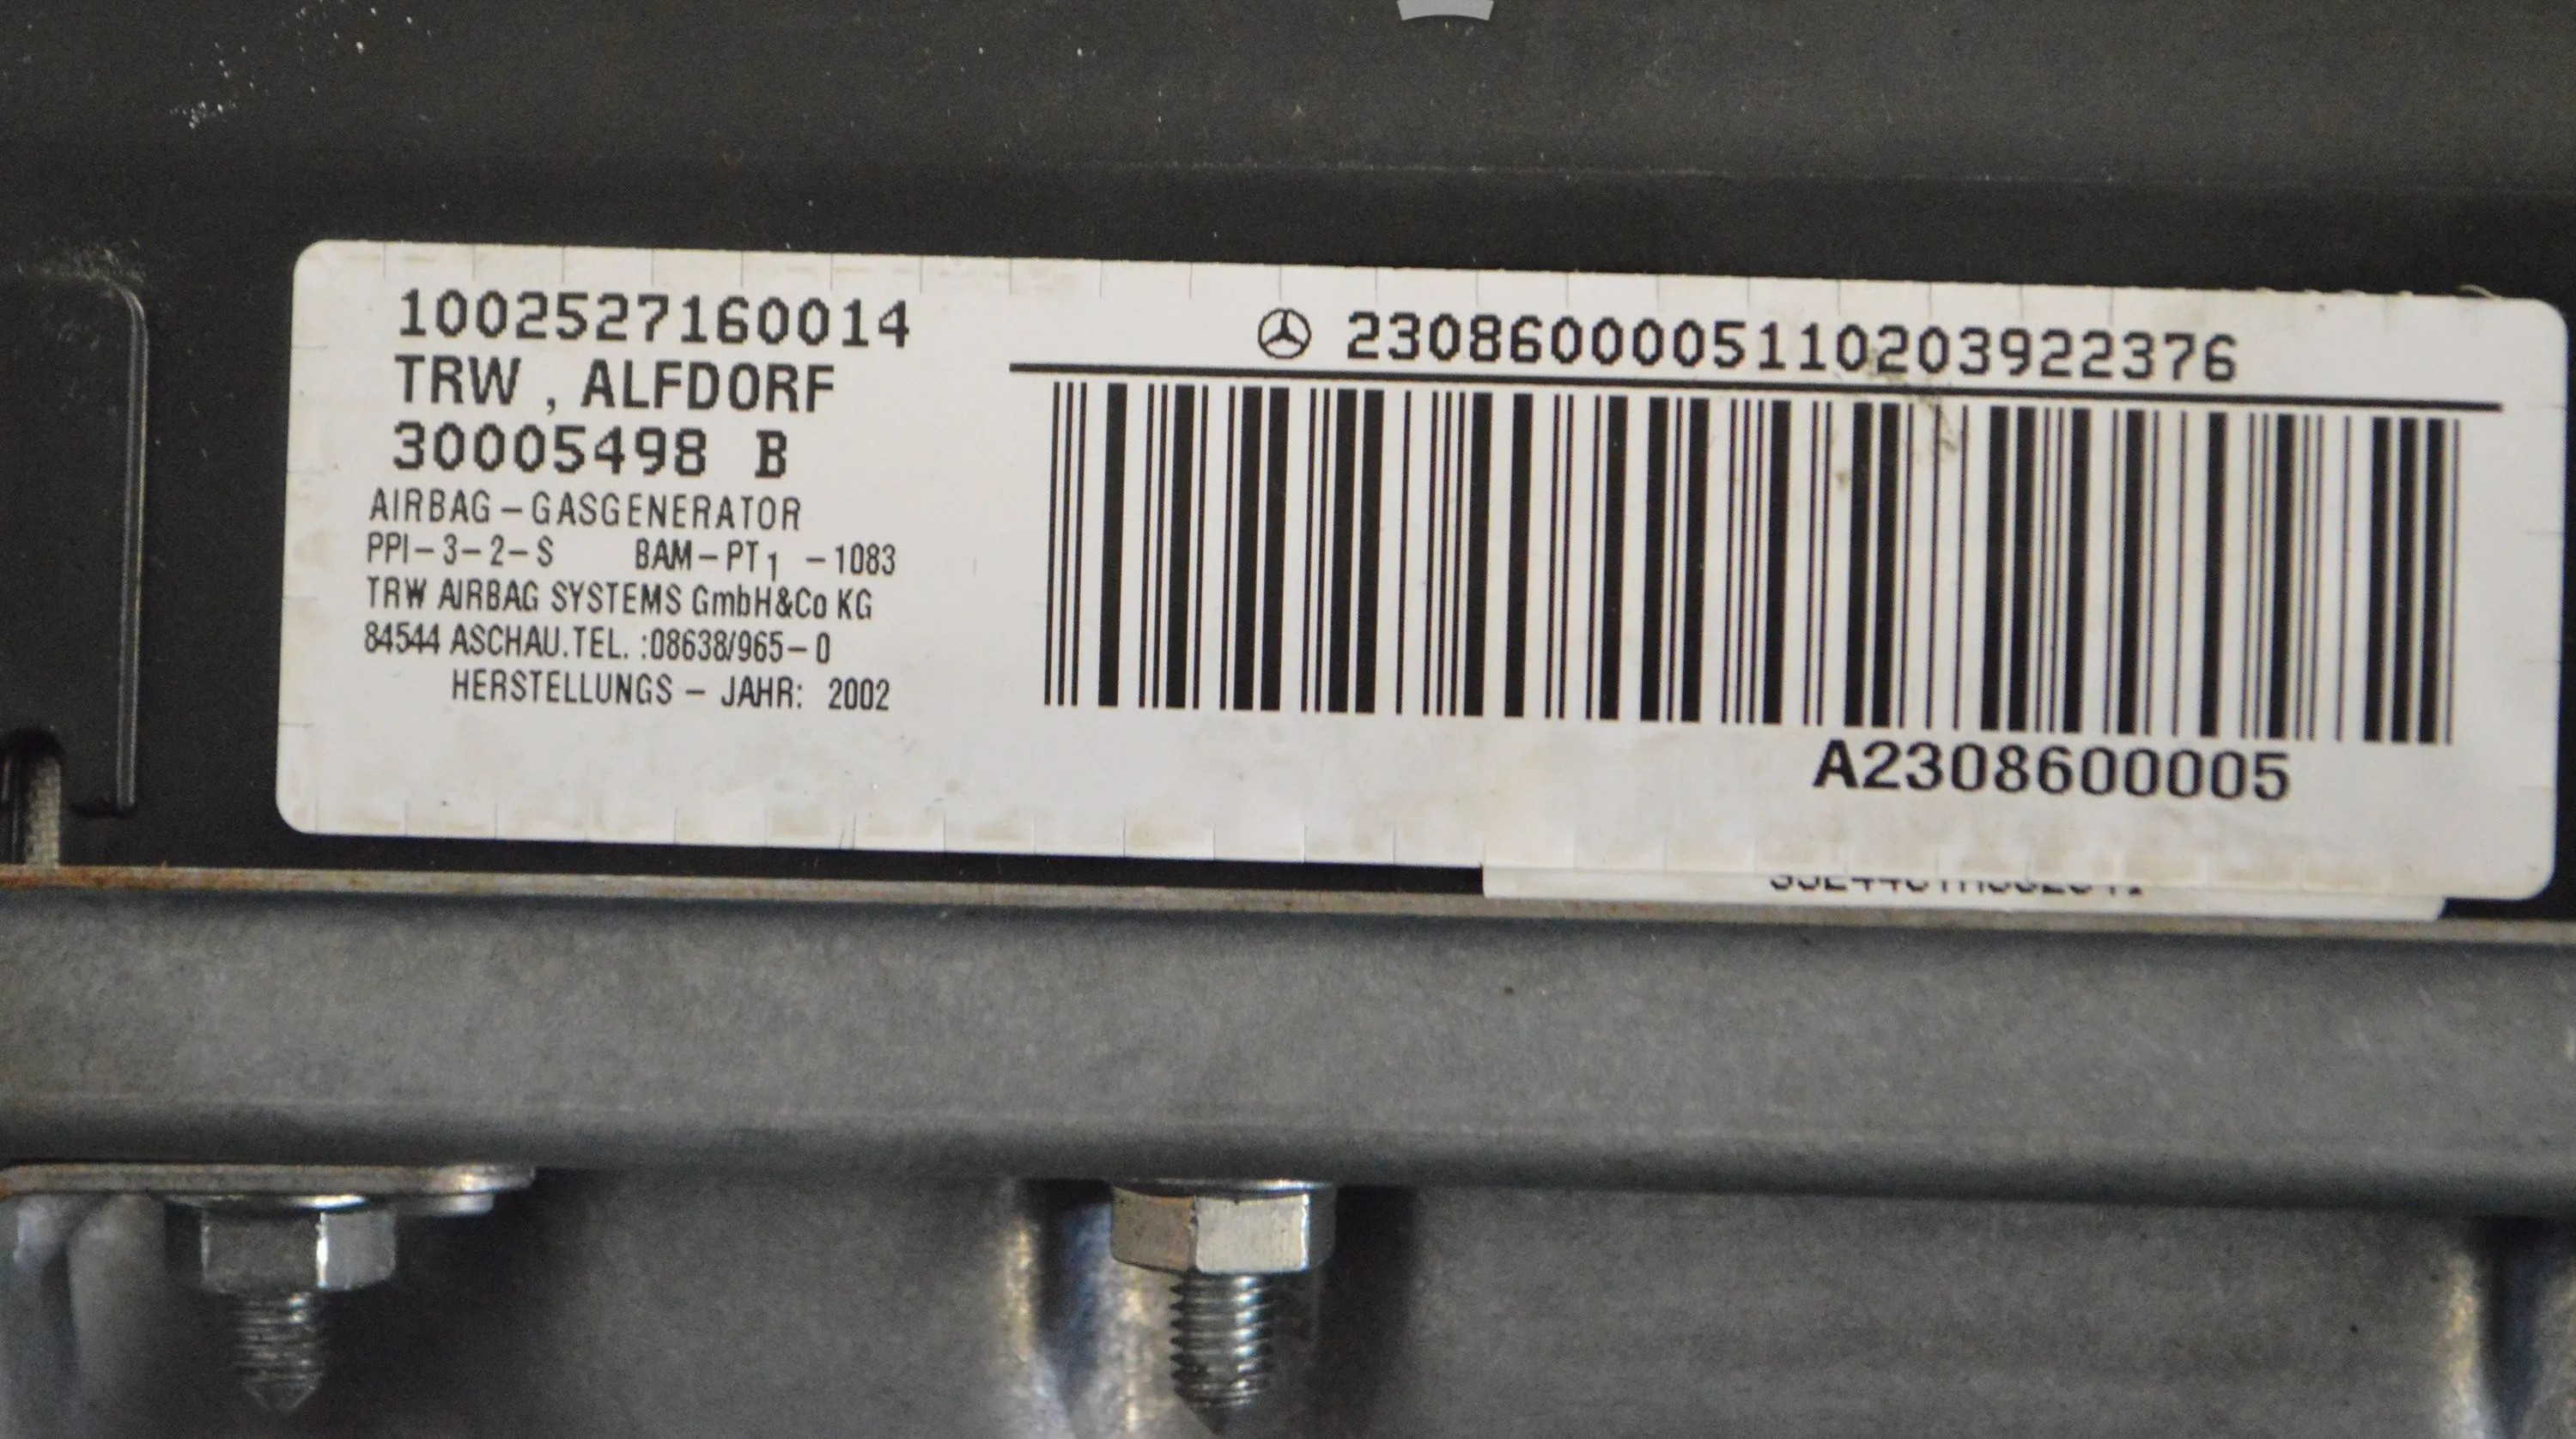 1002527160014
TRW , ALFDORF
30005498 B
AIRBAG-GASGENERATOR
PPI-3-2-S BAM-PT1 -1083
TRW AIRBAG SYSTEMS GmbH&Co KG
84544 ASCHAU.TEL. :08638/965-0
HERSTELLUNGS - JAHR: 2002
2308600005110203922376
A2308600005